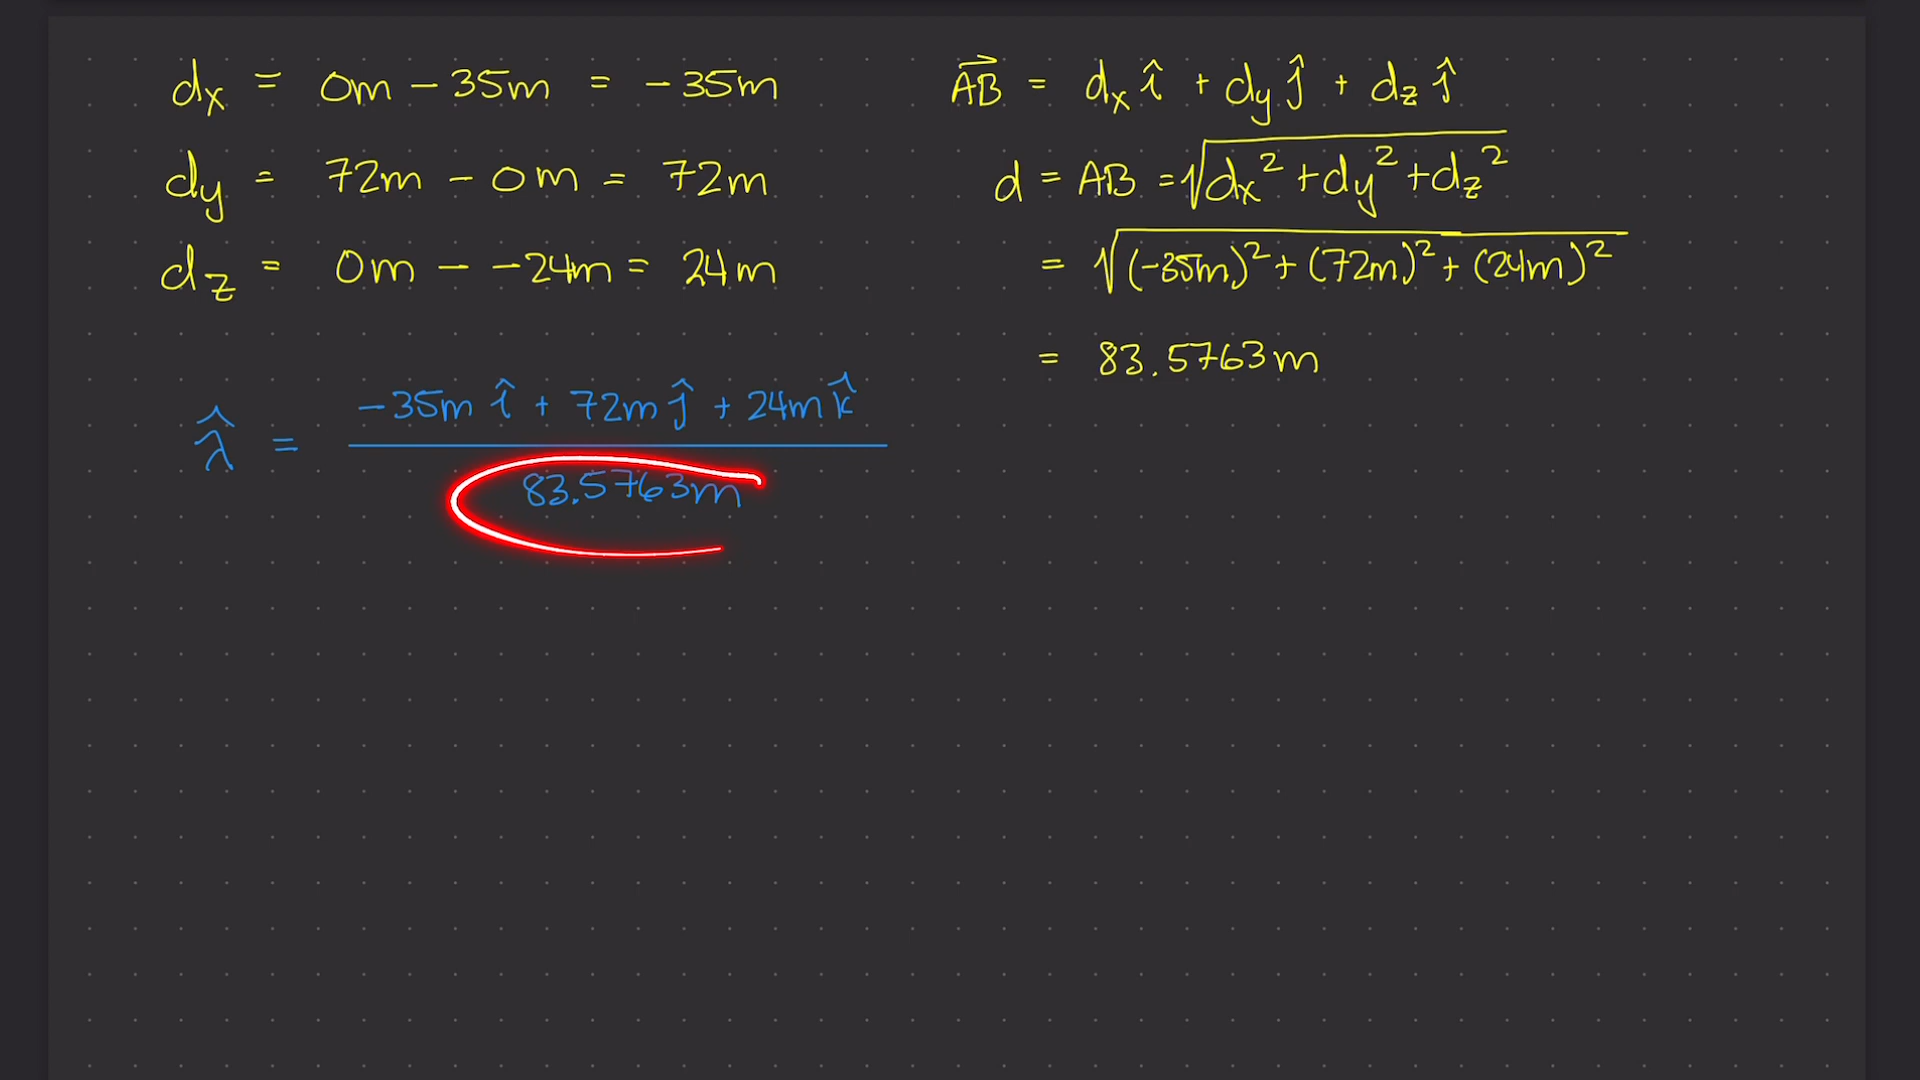 dx = 0m - 35m = -35m
dy = 72m - 0m = 72m
dz = 0m - -24m = 24m
λ̂ = (-35m î + 72m ĵ + 24m k̂) / 83.5763m
AB⃗ = dx î + dy ĵ + dz ĵ
d = AB = √(dx² + dy² + dz²)
= √((-35m)² + (72m)² + (24m)²)
= 83.5763m